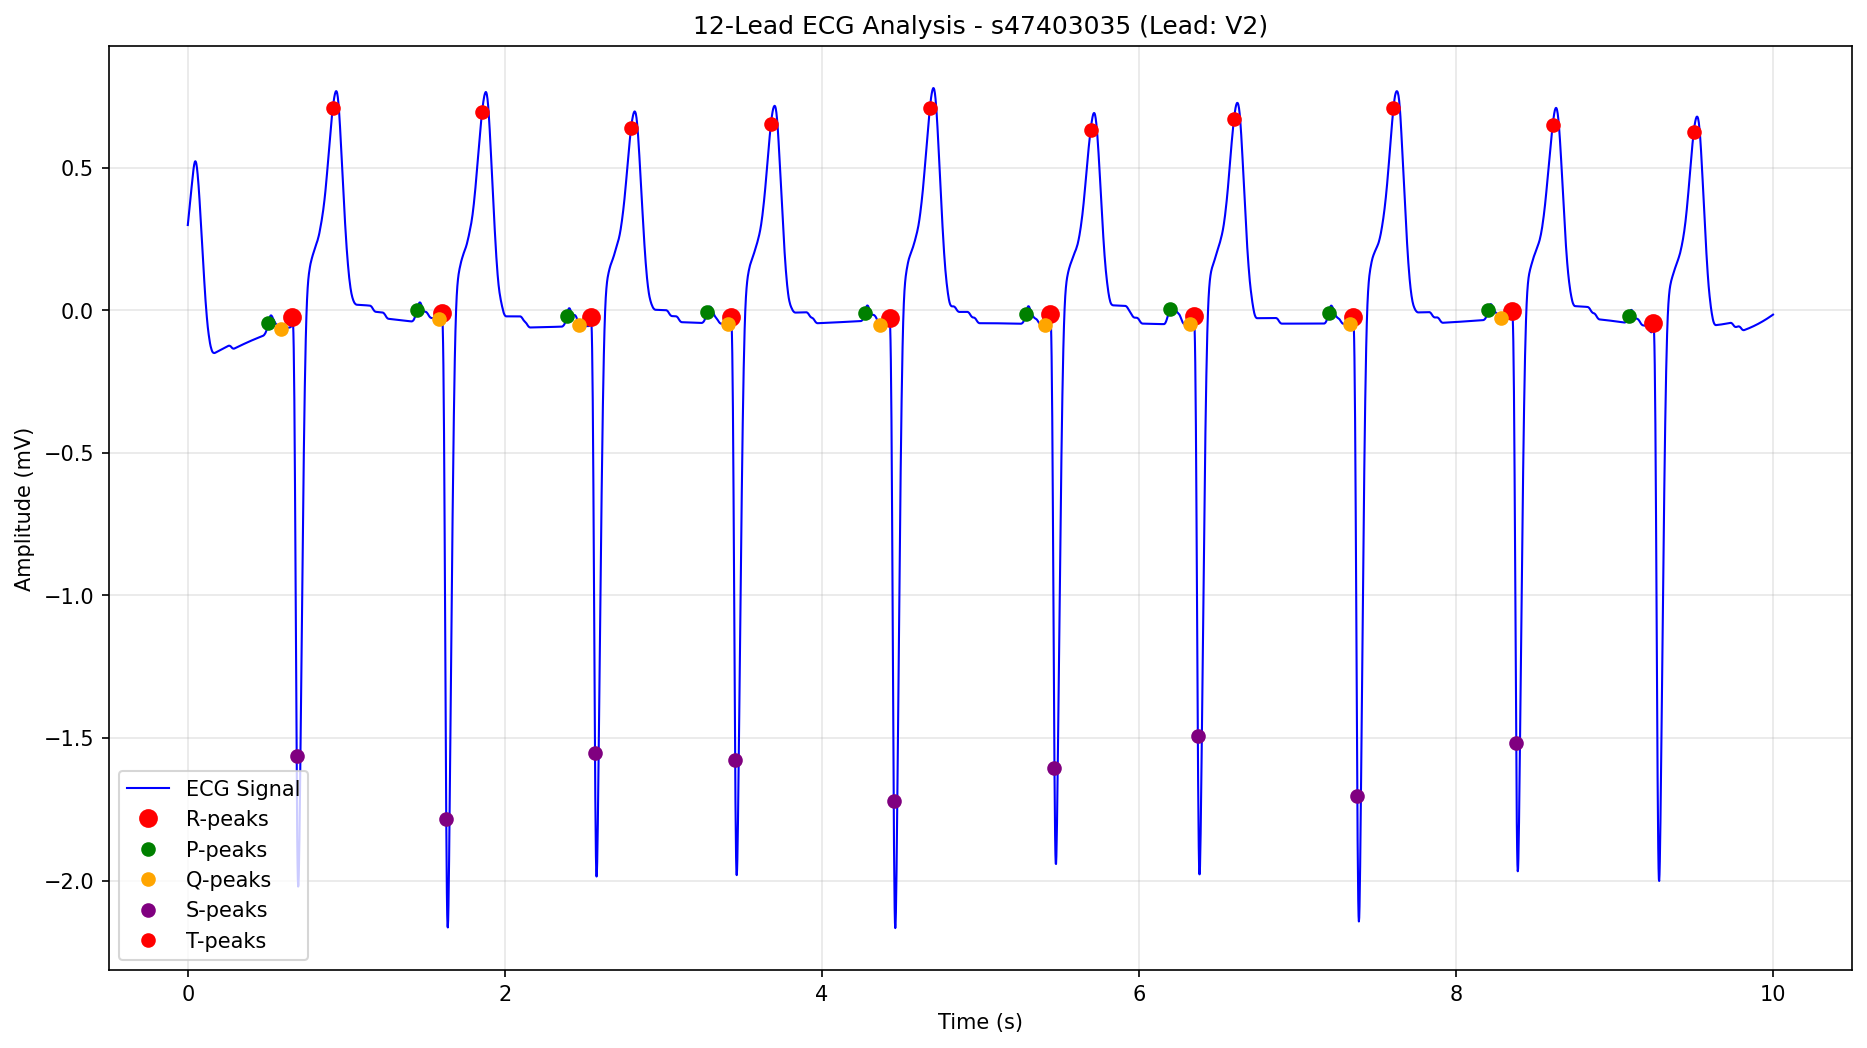 12-Lead ECG Analysis - s47403035 (Lead: V2)
Amplitude (mV)
0.5
0.0
−0.5
−1.0
−1.5
−2.0
ECG Signal
R-peaks
P-peaks
Q-peaks
S-peaks
T-peaks
0 2 4 6 8 10
Time (s)